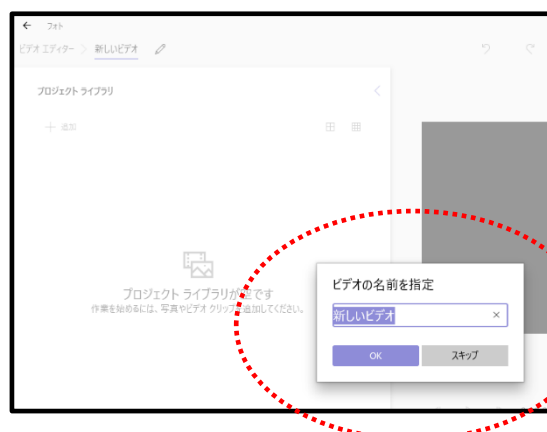 ← フォト
ビデオ エディター > 新しいビデオ
プロジェクト ライブラリ
＋ 追加
プロジェクト ライブラリが空です
作業を始めるには、写真やビデオ クリップを追加してください。
ビデオの名前を指定
新しいビデオ ×
OK スキップ